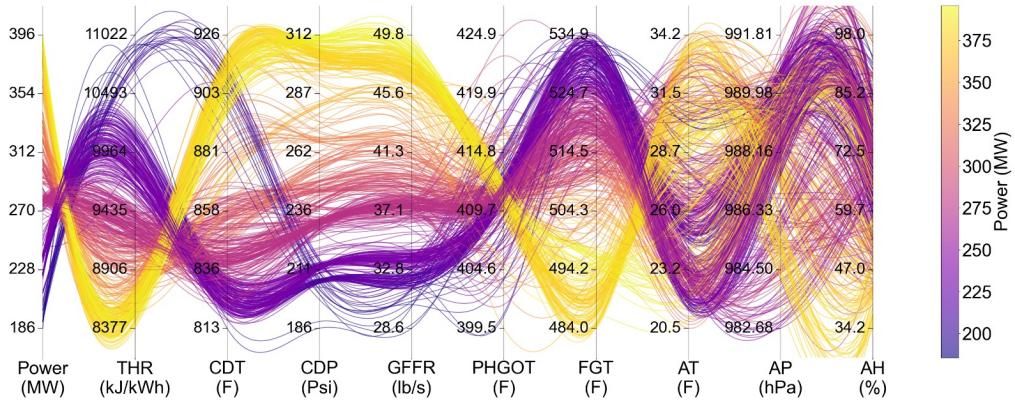 396 11022 926 312 49.8 424.9 534.9 34.2 991.81 98.0
354 10493 903 287 45.6 419.9 524.7 31.5 989.98 85.2
312 9964 881 262 41.3 414.8 514.5 28.7 988.16 72.5
270 9435 858 236 37.1 409.7 504.3 26.0 986.33 59.7
228 8906 836 211 32.8 404.6 494.2 23.2 984.50 47.0
186 8377 813 186 28.6 399.5 484.0 20.5 982.68 34.2
Power THR CDT CDP GFFR PHGOT FGT AT AP AH
(MW) (kJ/kWh) (F) (Psi) (lb/s) (F) (F) (F) (hPa) (%)
375
350
325
300
275
250
225
200
Power (MW)